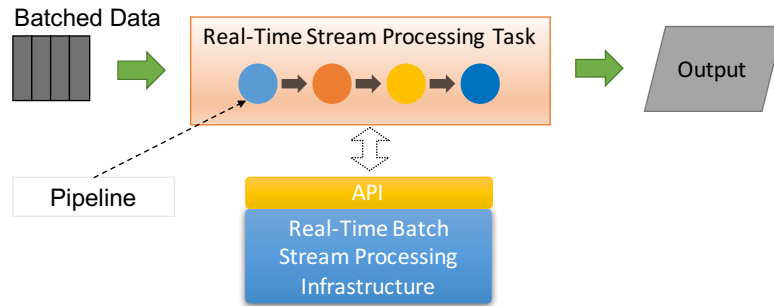 Batched Data
Real-Time Stream Processing Task
Output
Pipeline
API
Real-Time Batch
Stream Processing
Infrastructure